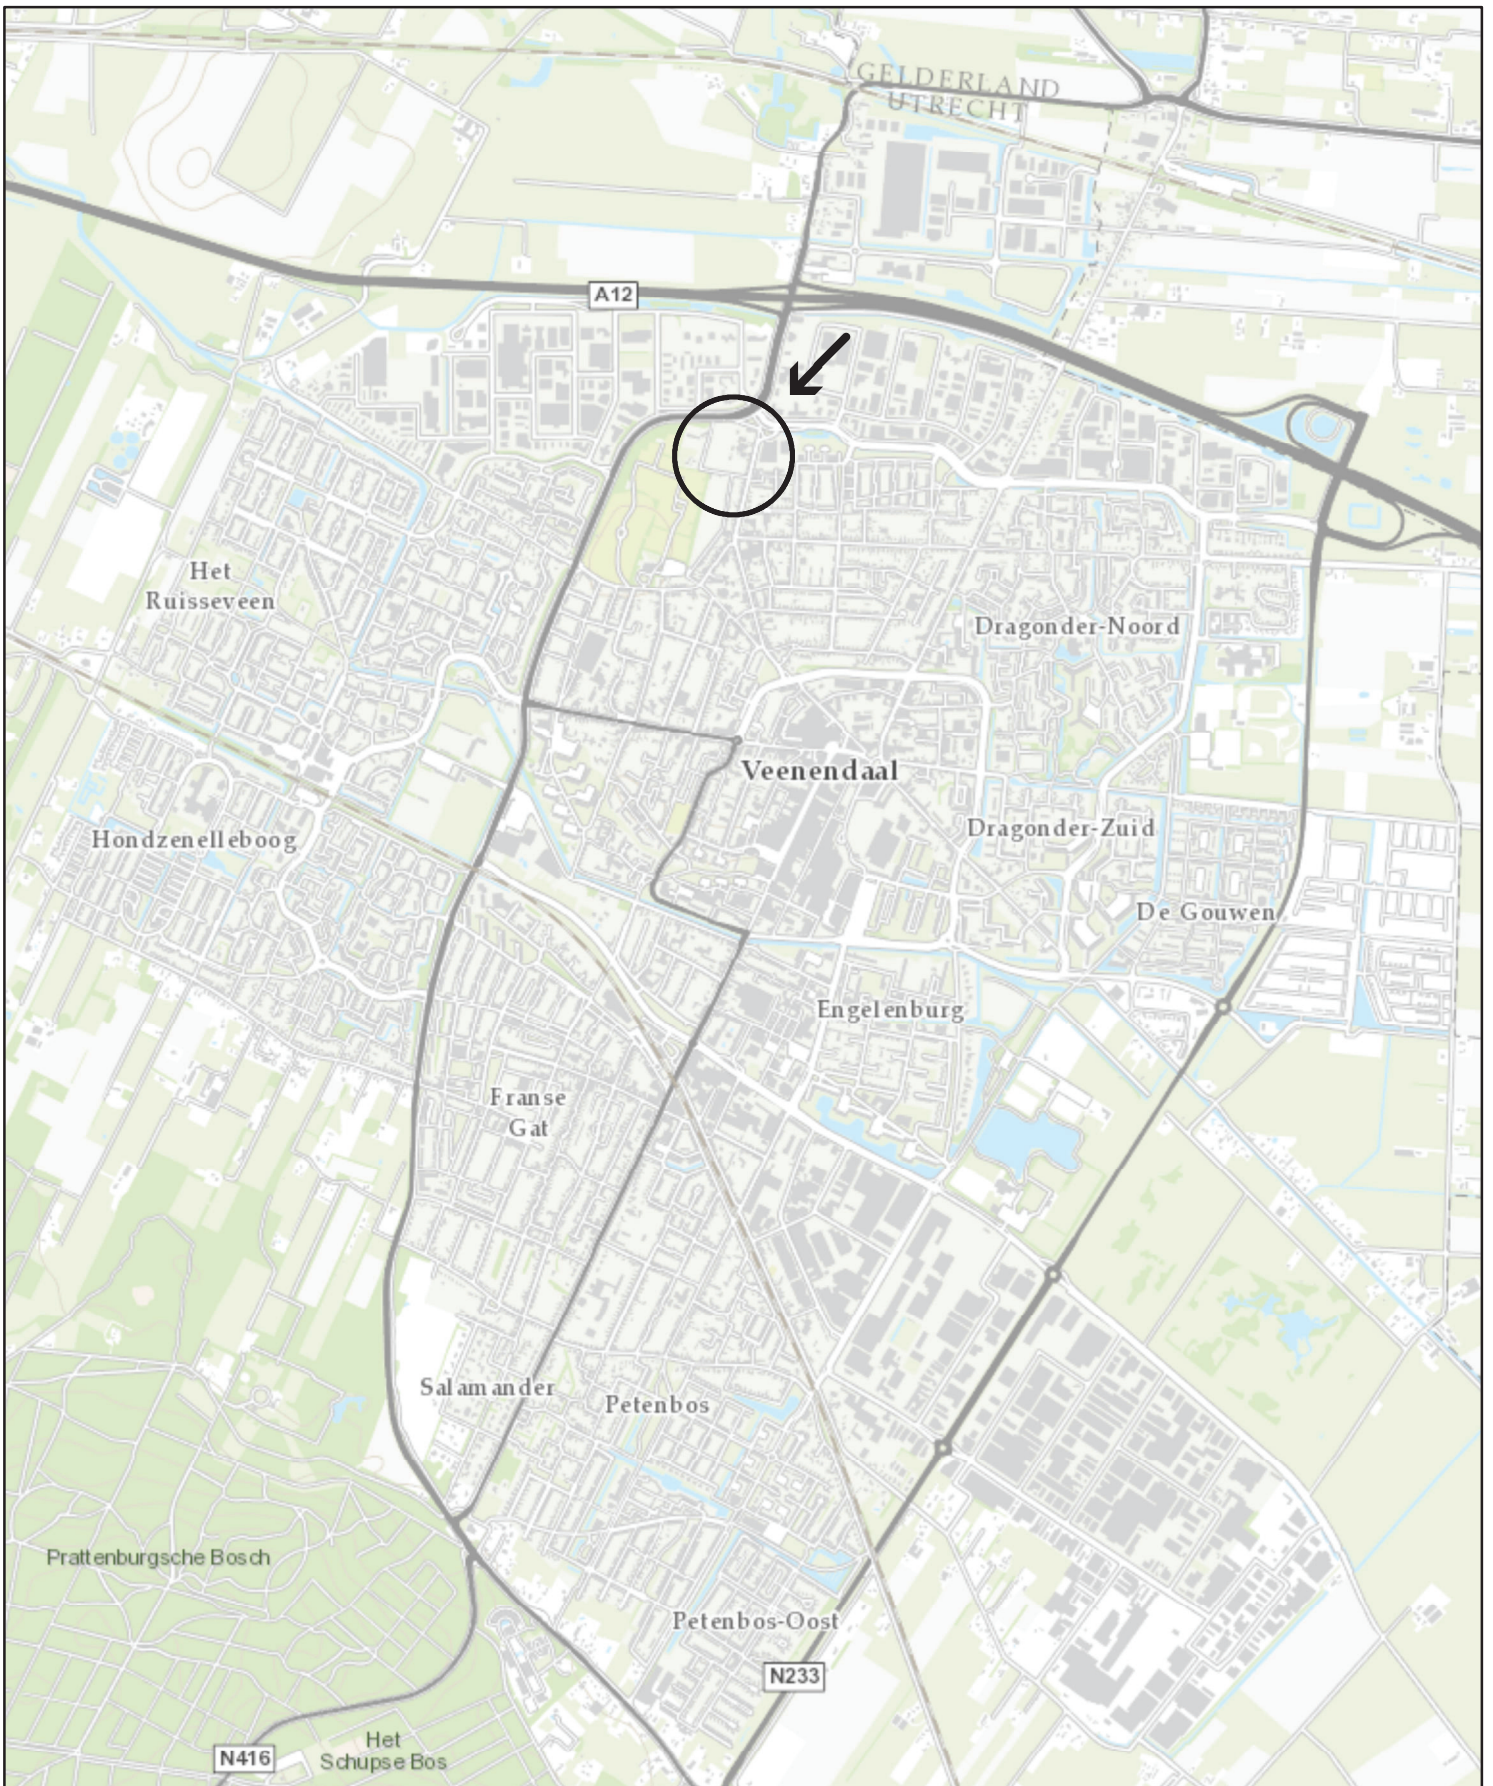 GELDERLAND
UTRECHT
A12
Het
Ruisseveen
Dragonder-Noord
Veenendaal
Hondzenelleboog
Dragonder-Zuid
De Gouwen
Engelenburg
Franse
Gat
Salamander
Petenbos
Prattenburgsche Bosch
Petenbos-Oost
N233
Het
Schupse Bos
N416